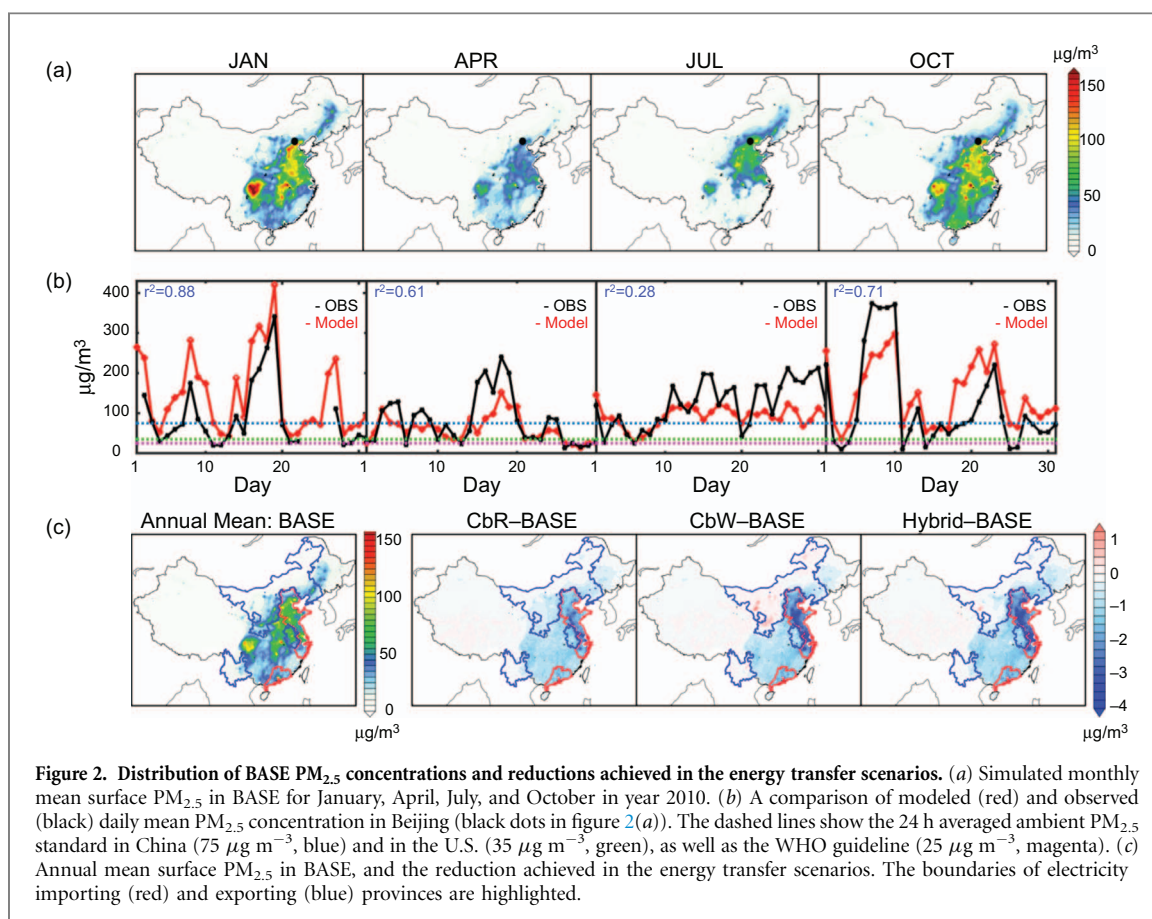 (a)
JAN
APR
JUL
OCT
μg/m³
150
100
50
0
(b)
μg/m³
400
300
200
100
0
r²=0.88
- OBS
- Model
r²=0.61
- OBS
- Model
r²=0.28
- OBS
- Model
r²=0.71
- OBS
- Model
1 10 20 1 10 20 1 10 20 1 10 20 30
Day Day Day Day
(c)
Annual Mean: BASE
CbR–BASE
CbW–BASE
Hybrid–BASE
150
100
50
0
μg/m³
1
0
–1
–2
–3
–4
μg/m³
Figure 2. Distribution of BASE PM₂.₅ concentrations and reductions achieved in the energy transfer scenarios. (a) Simulated monthly
mean surface PM₂.₅ in BASE for January, April, July, and October in year 2010. (b) A comparison of modeled (red) and observed
(black) daily mean PM₂.₅ concentration in Beijing (black dots in figure 2(a)). The dashed lines show the 24 h averaged ambient PM₂.₅
standard in China (75 μg m⁻³, blue) and in the U.S. (35 μg m⁻³, green), as well as the WHO guideline (25 μg m⁻³, magenta). (c)
Annual mean surface PM₂.₅ in BASE, and the reduction achieved in the energy transfer scenarios. The boundaries of electricity
importing (red) and exporting (blue) provinces are highlighted.